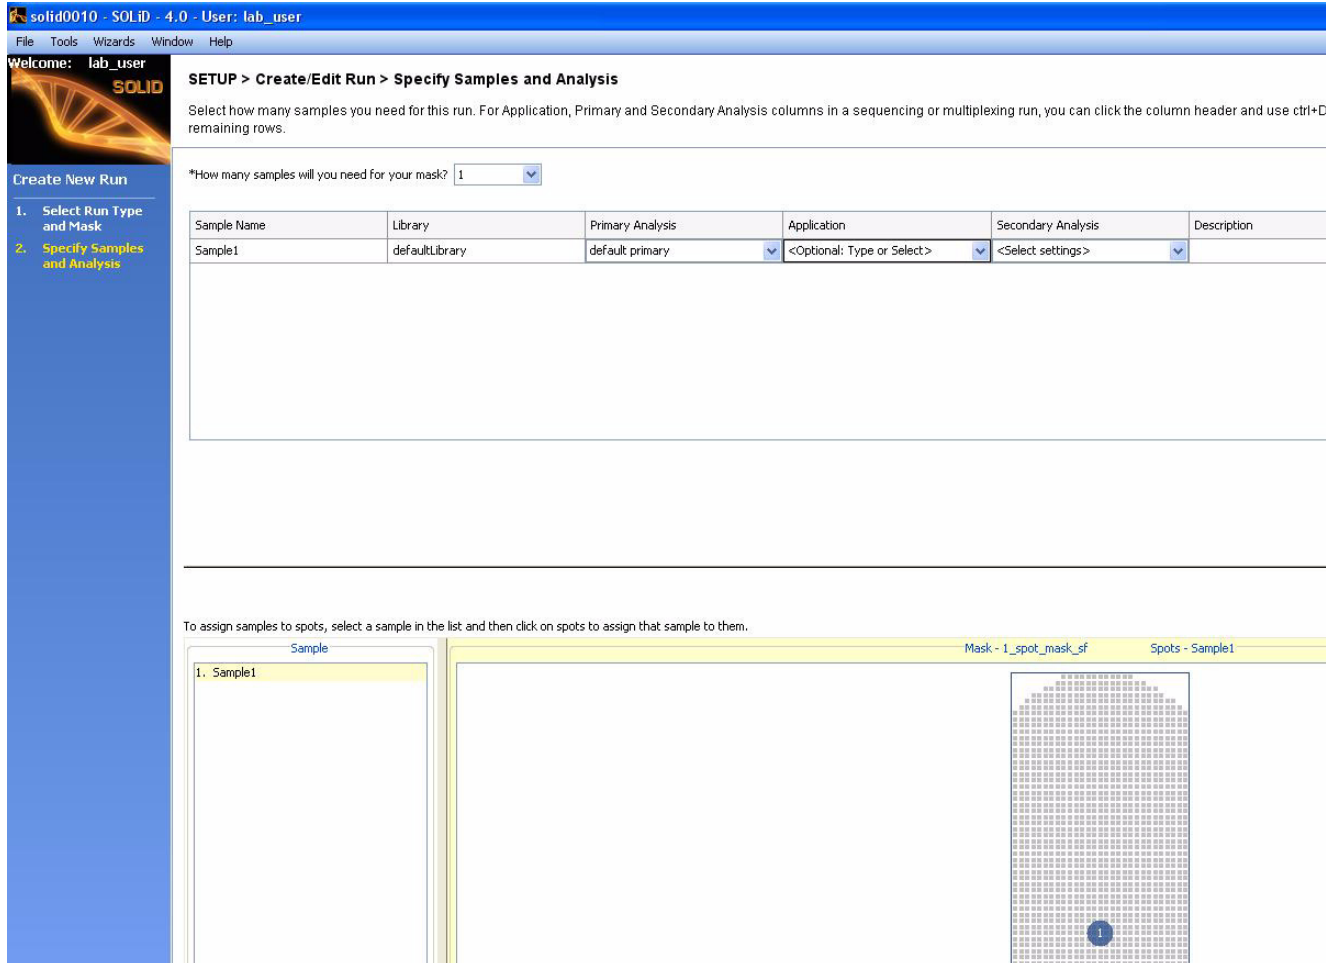 solid0010 - SOLiD - 4.0 - User: lab_user
File Tools Wizards Window Help
Welcome: lab_user
SOLiD
SETUP > Create/Edit Run > Specify Samples and Analysis
Select how many samples you need for this run. For Application, Primary and Secondary Analysis columns in a sequencing or multiplexing run, you can click the column header and use ctrl+D
remaining rows.
Create New Run
1. Select Run Type
and Mask
2. Specify Samples
and Analysis
*How many samples will you need for your mask? 1
Sample Name Library Primary Analysis Application Secondary Analysis Description
Sample1 defaultLibrary default primary <Optional: Type or Select> <Select settings>
To assign samples to spots, select a sample in the list and then click on spots to assign that sample to them.
Sample
Mask - 1_spot_mask_sf Spots - Sample1
1. Sample1
1